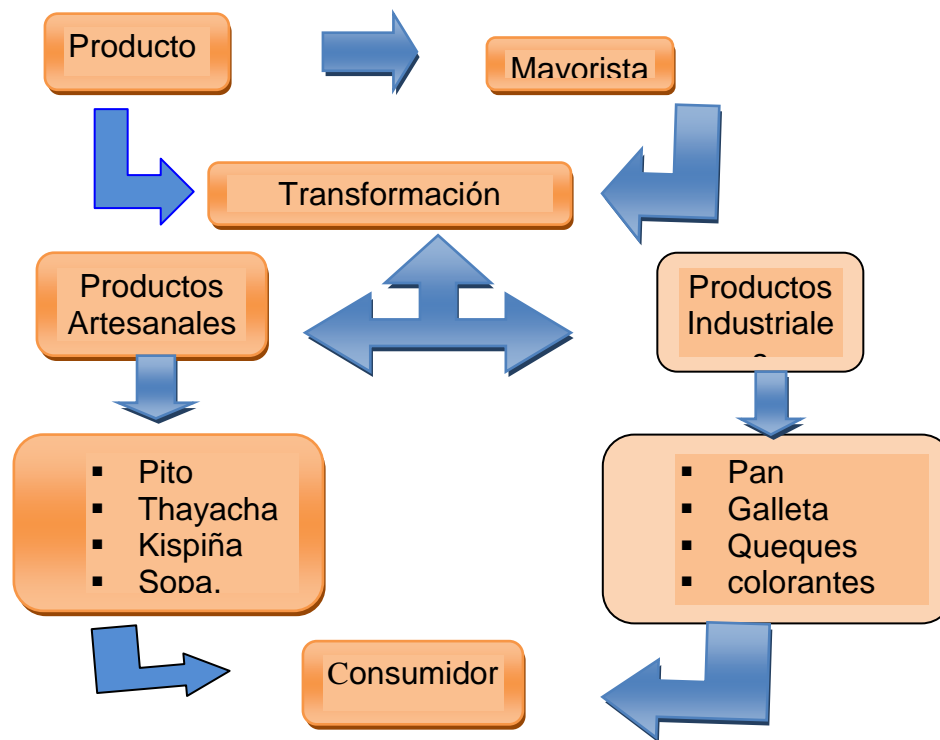 Producto
Mayorista
Transformación
Productos
Artesanales
Productos
Industriale
▪ Pito
▪ Thayacha
▪ Kispiña
▪ Sopa.
▪ Pan
▪ Galleta
▪ Queques
▪ colorantes
Consumidor